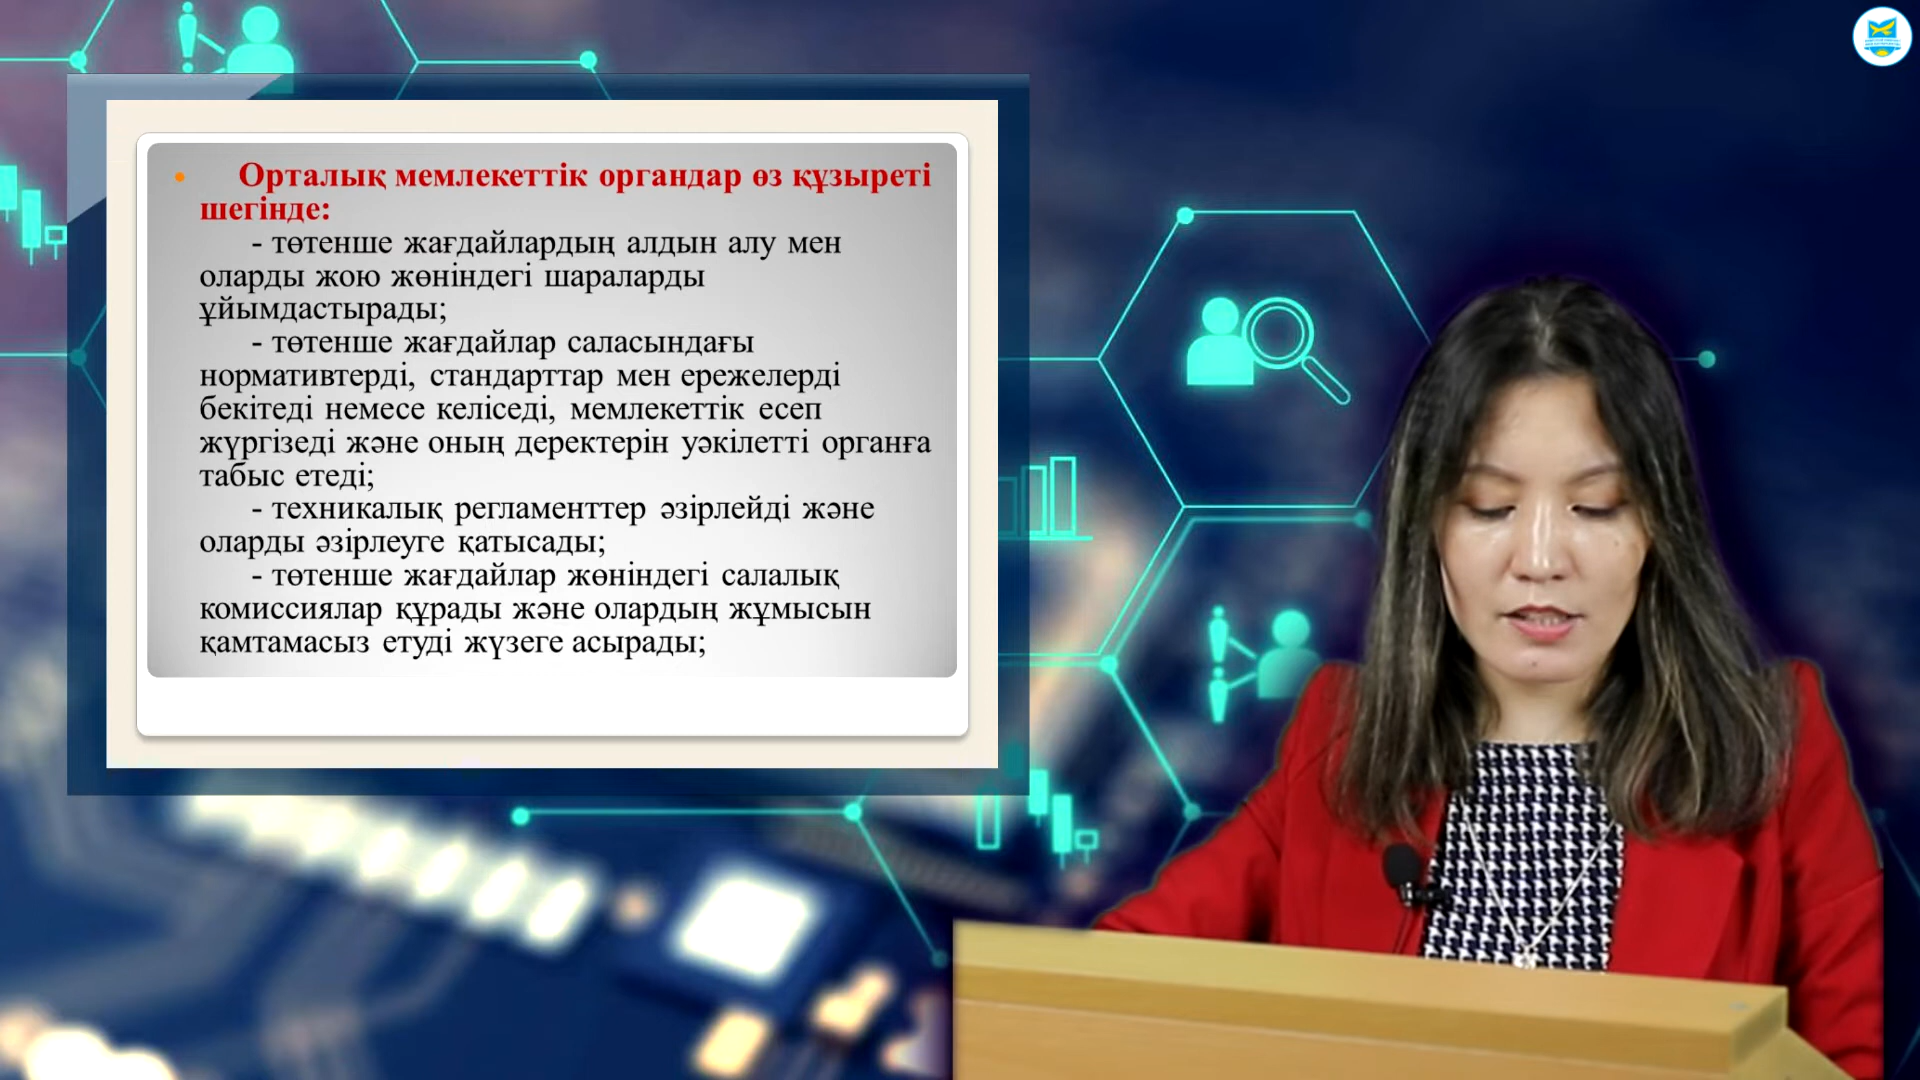 • Орталық мемлекеттік органдар өз құзыреті
шегінде:
- төтенше жағдайлардың алдын алу мен
оларды жою жөніндегі шараларды
ұйымдастырады;
- төтенше жағдайлар саласындағы
нормативтерді, стандарттар мен ережелерді
бекітеді немесе келіседі, мемлекеттік есеп
жүргізеді және оның деректерін уәкілетті органға
табыс етеді;
- техникалық регламенттер әзірлейді және
оларды әзірлеуге қатысады;
- төтенше жағдайлар жөніндегі салалық
комиссиялар құрады және олардың жұмысын
қамтамасыз етуді жүзеге асырады;